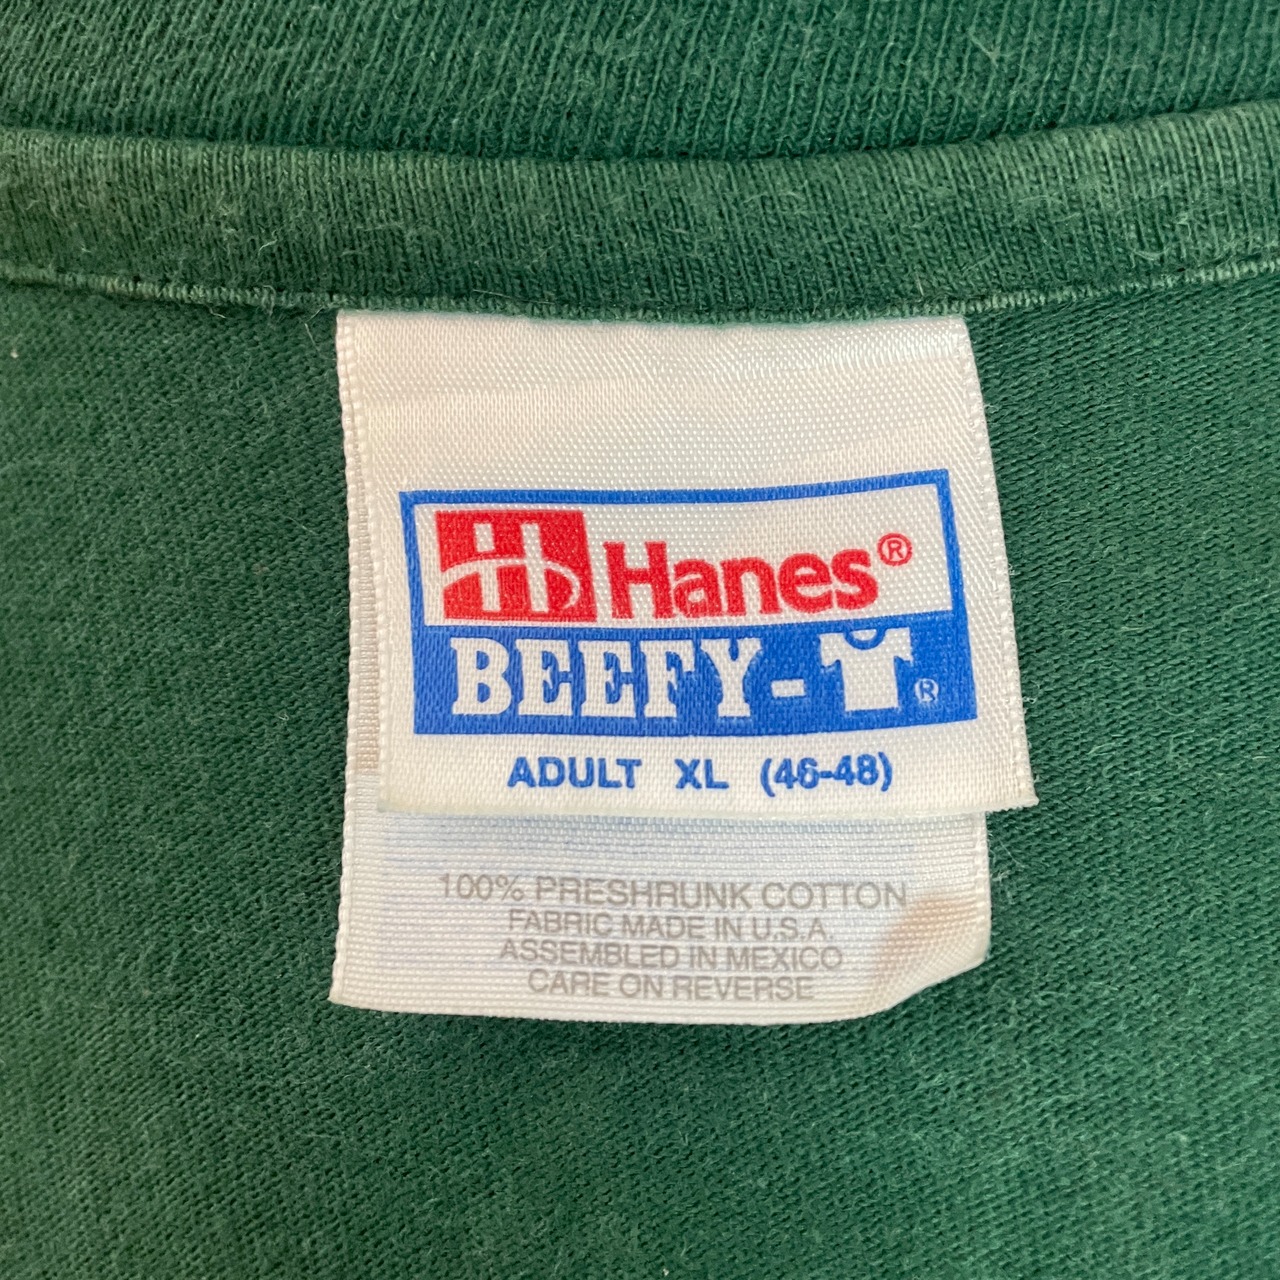 Hanes®
BEEFY-T®
ADULT XL (46-48)
100% PRESHRUNK COTTON
FABRIC MADE IN U.S.A.
ASSEMBLED IN MEXICO
CARE ON REVERSE